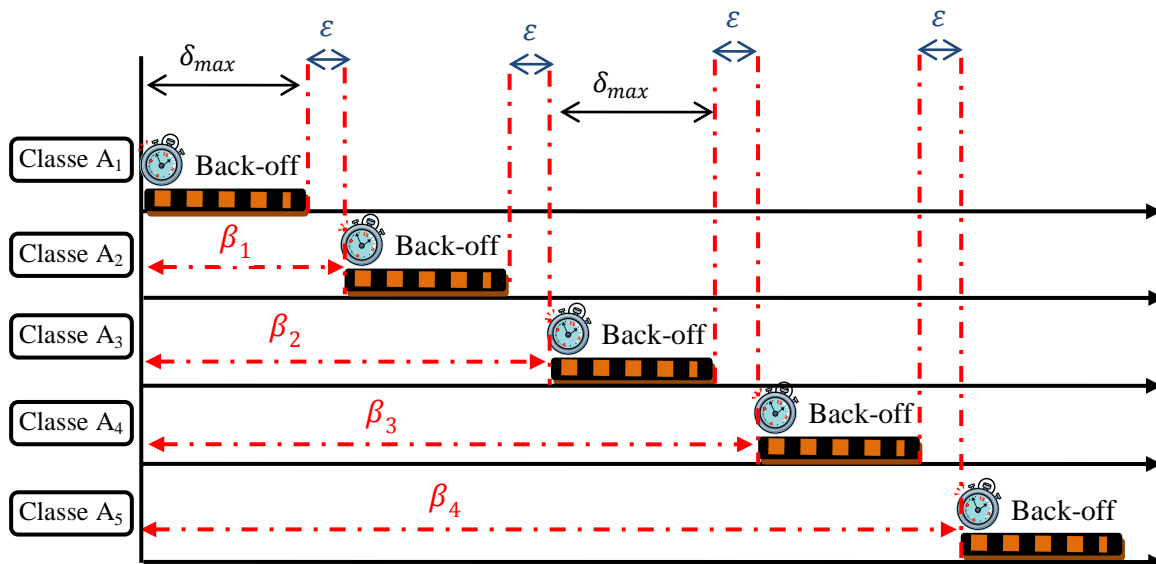 ε
ε
ε
ε
δmax
δmax
Classe A1
Back-off
Classe A2
β1
Back-off
Classe A3
β2
Back-off
Classe A4
β3
Back-off
Classe A5
β4
Back-off